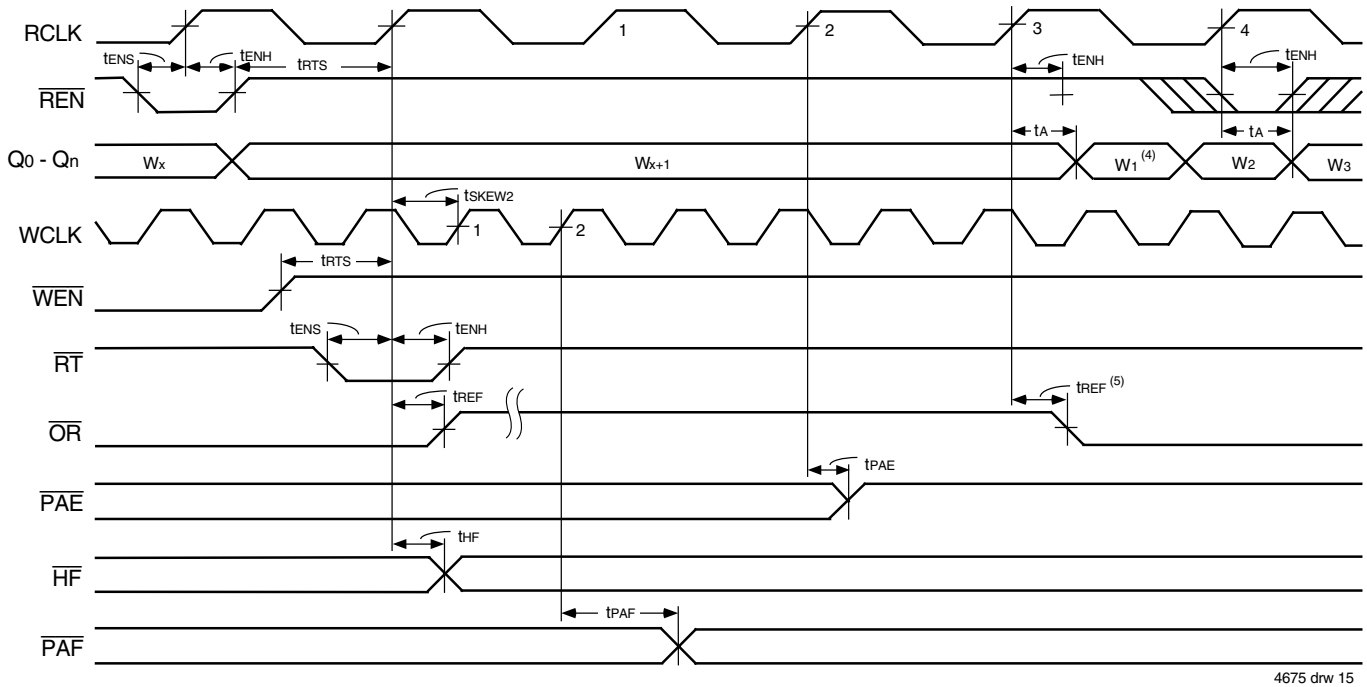 RCLK 1 2 3 4
tENS tENH tRTS tENH tENH
REN
tA tA
Q0 - Qn Wx Wx+1 W1 (4) W2 W3
tSKEW2
WCLK 1 2
tRTS
WEN
tENS tENH
RT
tREF tREF (5)
OR
tPAE
PAE
tHF
HF
tPAF
PAF
4675 drw 15